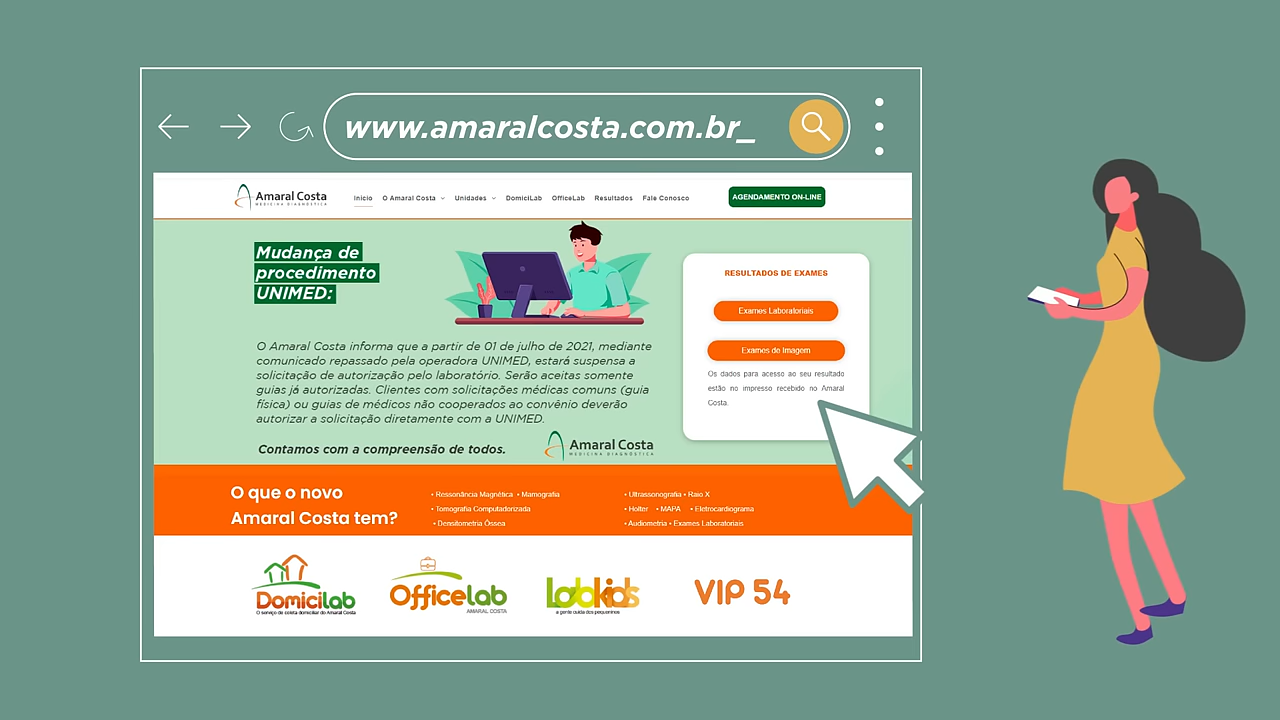 www.amaralcosta.com.br_
Amaral Costa
MEDICINA DIAGNÓSTICA
Início O Amaral Costa Unidades DomiciLab OfficeLab Resultados Fale Conosco
AGENDAMENTO ON-LINE
Mudança de
procedimento
UNIMED:
O Amaral Costa informa que a partir de 01 de julho de 2021, mediante
comunicado repassado pela operadora UNIMED, estará suspensa a
solicitação de autorização pelo laboratório. Serão aceitas somente
guias já autorizadas. Clientes com solicitações médicas comuns (guia
física) ou guias de médicos não cooperados ao convênio deverão
autorizar a solicitação diretamente com a UNIMED.
Contamos com a compreensão de todos.
Amaral Costa
MEDICINA DIAGNÓSTICA
RESULTADOS DE EXAMES
Exames Laboratoriais
Exames de Imagem
Os dados para acesso ao seu resultado
estão no impresso recebido no Amaral
Costa.
O que o novo
Amaral Costa tem?
• Ressonância Magnética • Mamografia
• Tomografia Computadorizada
• Densitometria Óssea
• Ultrassonografia • Raio X
• Holter • MAPA • Eletrocardiograma
• Audiometria • Exames Laboratoriais
Domicilab
O serviço de coleta domiciliar do Amaral Costa
Officelab
AMARAL COSTA
Labkids
a gente cuida dos pequeninos
VIP 54